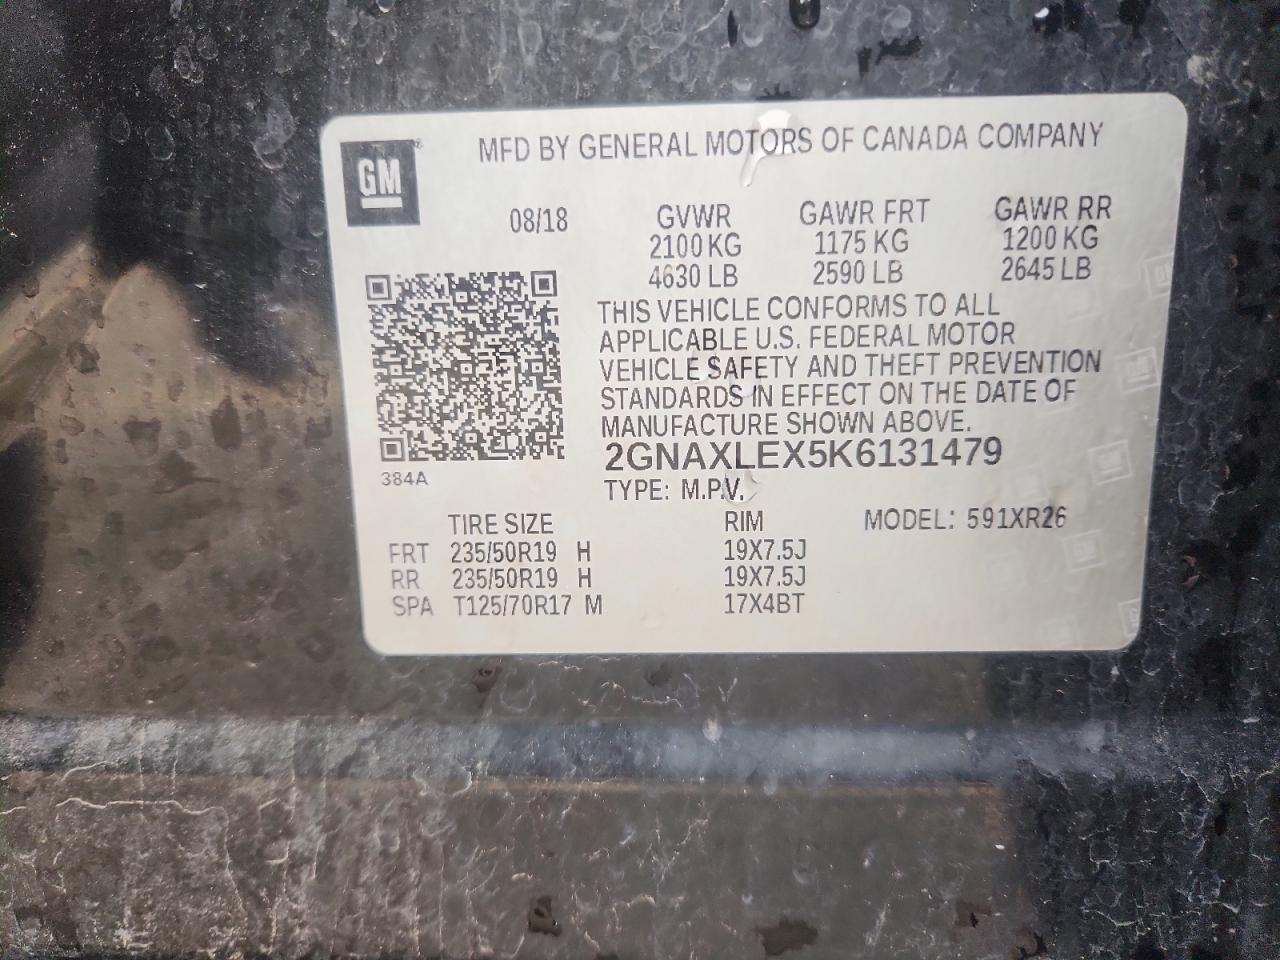 GM
MFD BY GENERAL MOTORS OF CANADA COMPANY
08/18 GVWR GAWR FRT GAWR RR
2100 KG 1175 KG 1200 KG
4630 LB 2590 LB 2645 LB
THIS VEHICLE CONFORMS TO ALL
APPLICABLE U.S. FEDERAL MOTOR
VEHICLE SAFETY AND THEFT PREVENTION
STANDARDS IN EFFECT ON THE DATE OF
MANUFACTURE SHOWN ABOVE.
2GNAXLEX5K6131479
384A
TYPE: M.P.V.
TIRE SIZE RIM MODEL: 591XR26
FRT 235/50R19 H 19X7.5J
RR 235/50R19 H 19X7.5J
SPA T125/70R17 M 17X4BT